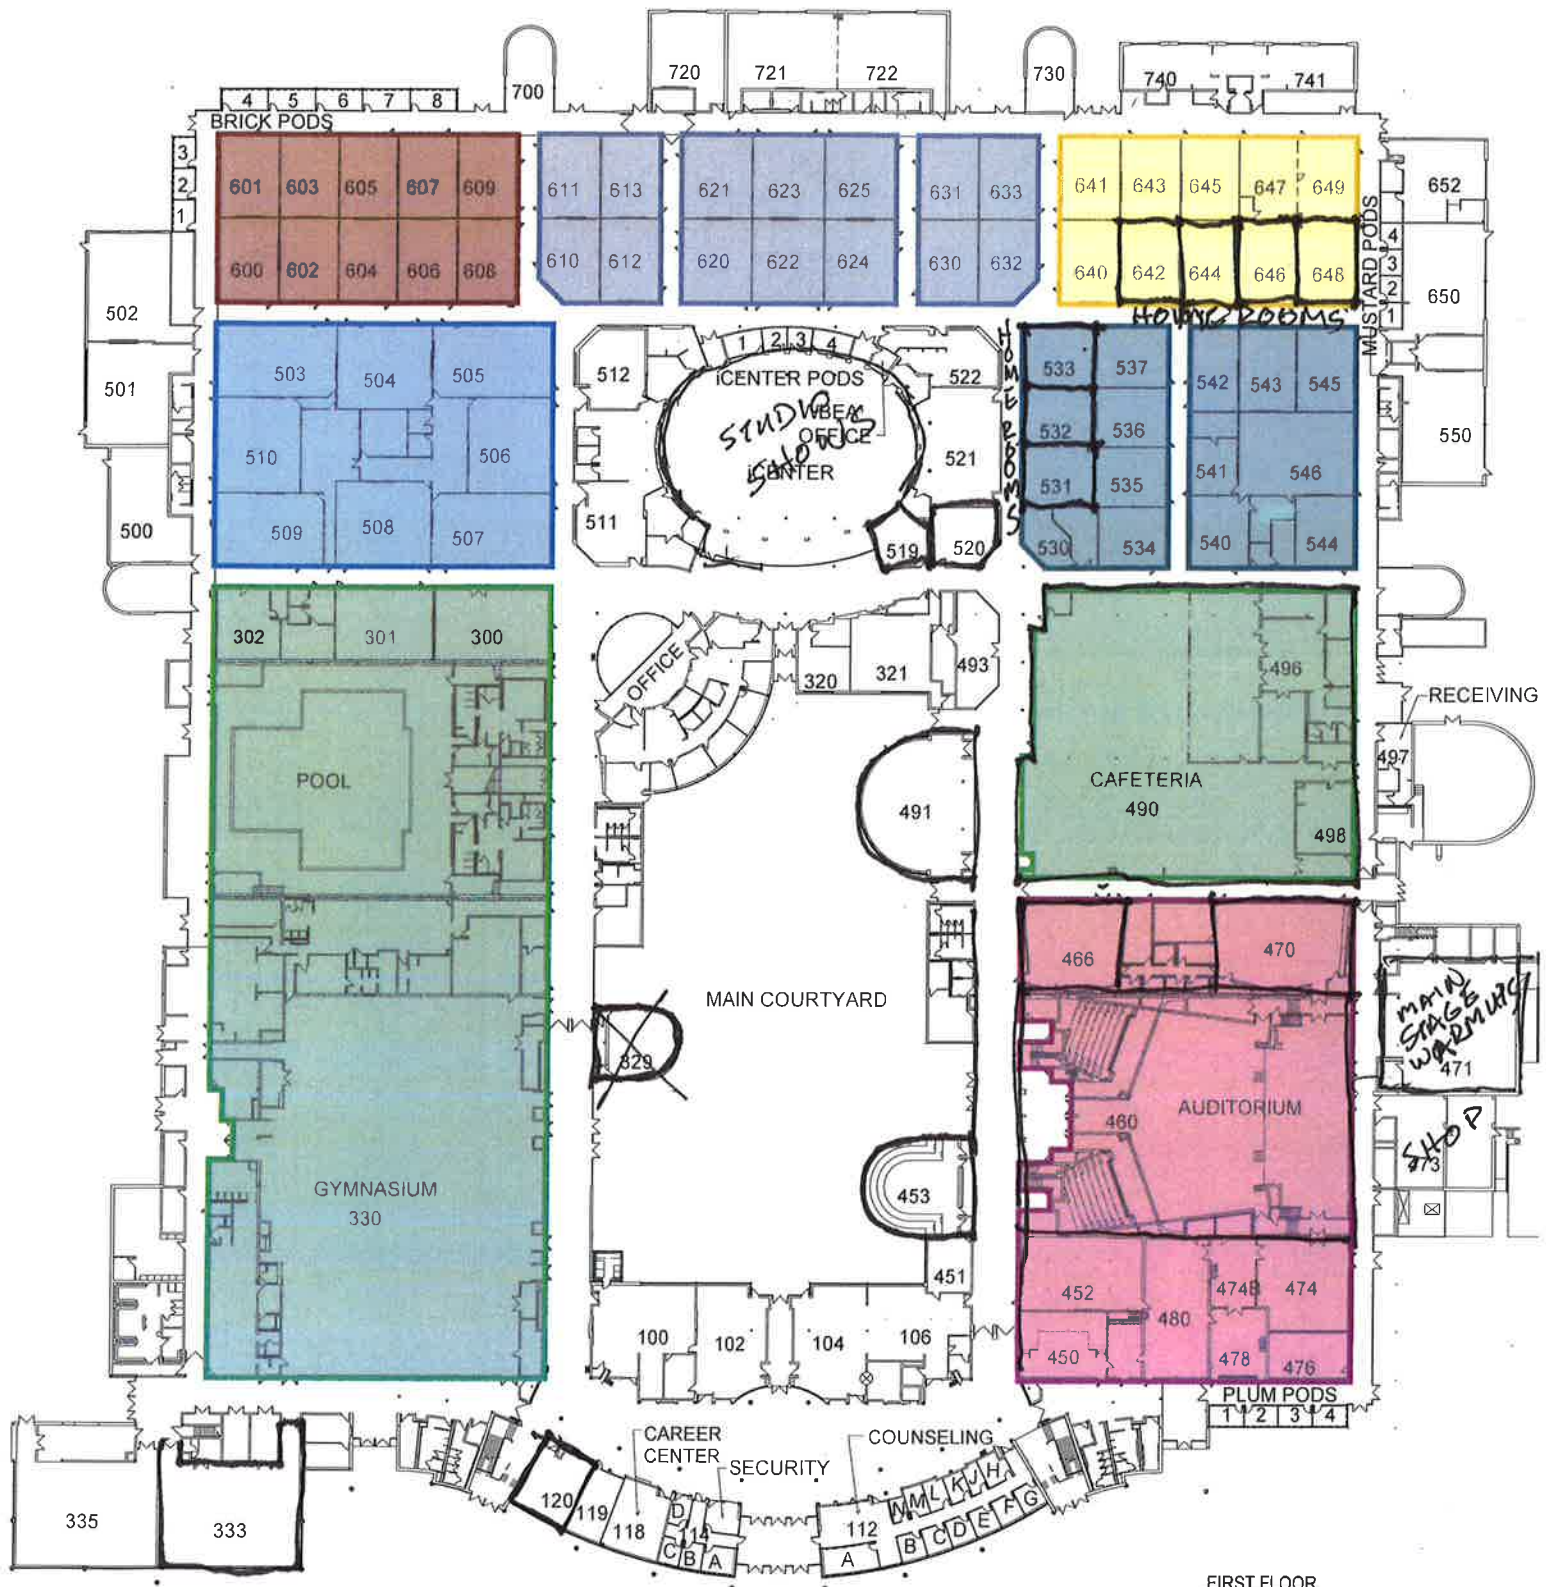 720
721
722
730
740
741
700
4 5 6 7 8
BRICK PODS
3
2
1
601 603 605 607 609
611 613
621 623 625
631 633
641 643 645 647 649
652
600 602 604 606 608
610 612
620 622 624
630 632
640 642 644 646 648
MUSTARD PODS
4
3
2
1
650
HOME ROOMS
HOME ROOMS
502
501
500
503 504 505
510 506
509 508 507
512
1 2 3 4
522
iCENTER PODS
WBEA
OFFICE
STUDIO
SHOWS
iCENTER
521
511
519
520
533 537
532 536
531 535
530 534
542 543 545
541 546
540 544
550
302 301 300
OFFICE
320
321
493
496
RECEIVING
497
POOL
491
CAFETERIA
490
498
466
470
MAIN COURTYARD
329
MAIN
STAGE
WARMUPS
471
AUDITORIUM
460
SHOP
473
GYMNASIUM
330
453
451
452
474B
474
480
450
478
476
100
102
104
106
PLUM PODS
1 2 3 4
CAREER
CENTER
SECURITY
COUNSELING
335
333
120
119
118
D
114
C B A
112
A
N M L K J H
B C D E F G
FIRST FLOOR